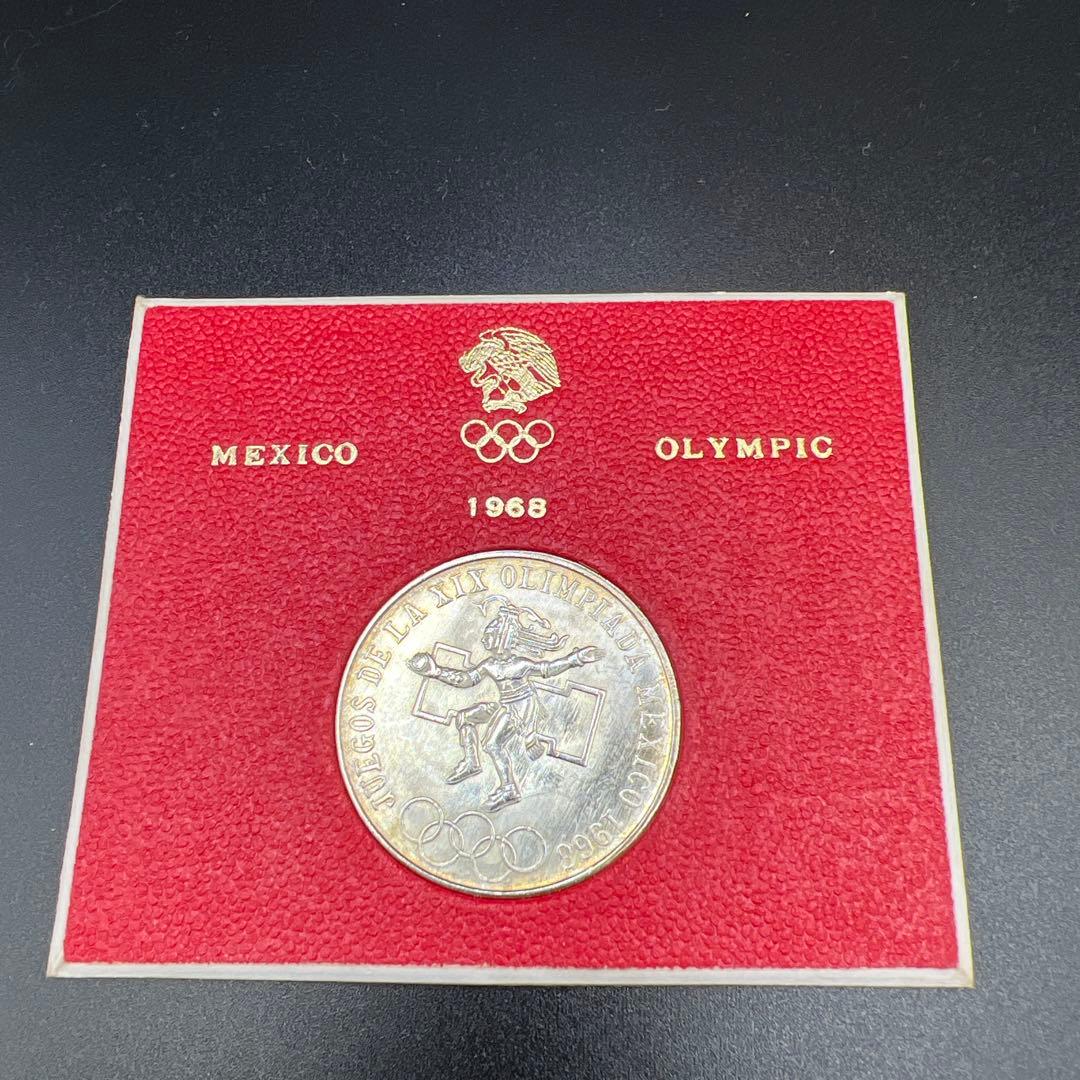 MEXICO OLYMPIC
1968
JUEGOS DE LA XIX OLIMPIADA MEXICO 1968